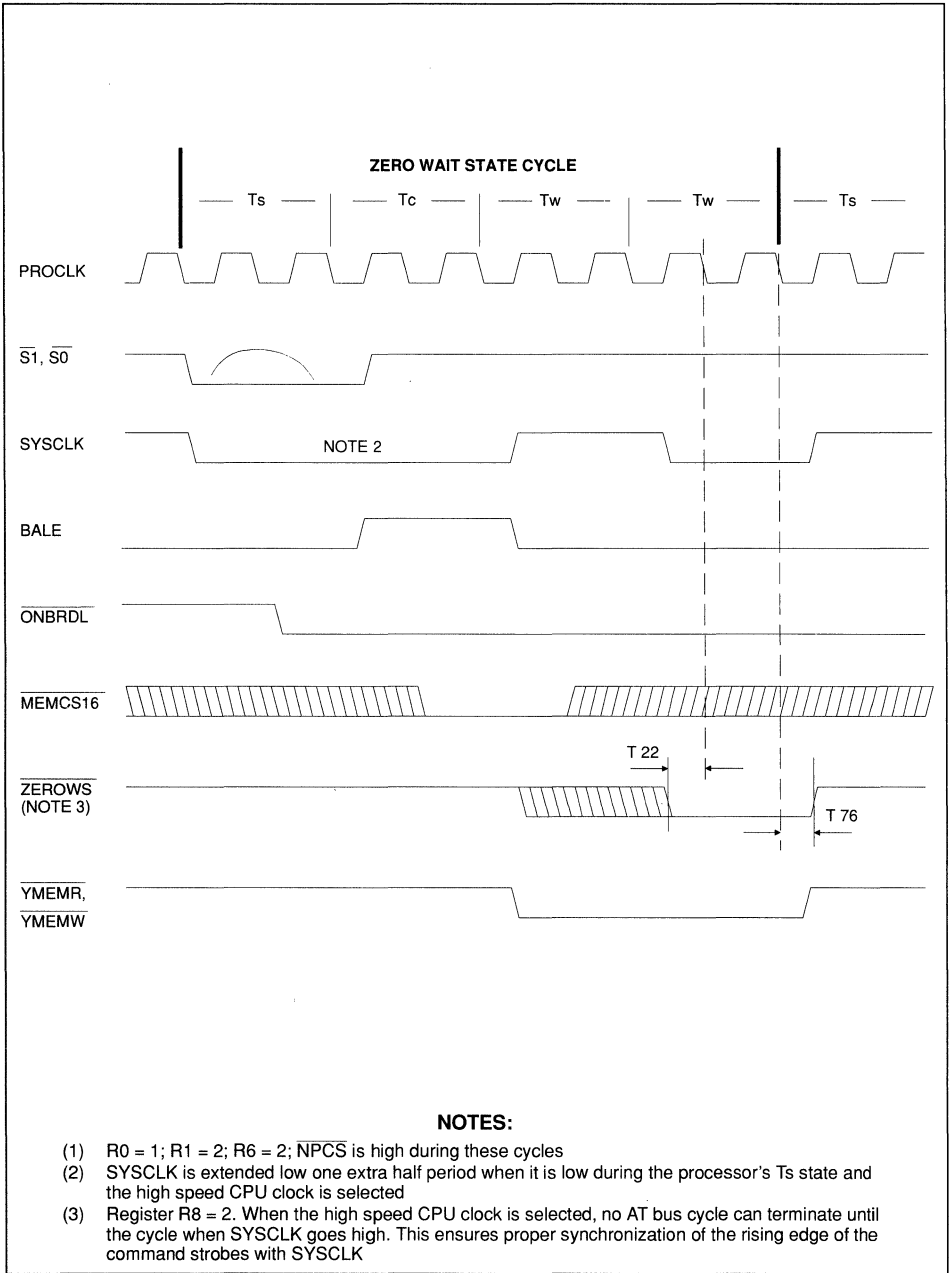 ZERO WAIT STATE CYCLE
Ts Tc Tw Tw Ts
PROCLK
S1, S0
SYSCLK
NOTE 2
BALE
ONBRDL
MEMCS16
T 22
ZEROWS
(NOTE 3)
T 76
YMEMR,
YMEMW
NOTES:
(1) R0 = 1; R1 = 2; R6 = 2; NPCS is high during these cycles
(2) SYSCLK is extended low one extra half period when it is low during the processor's Ts state and
the high speed CPU clock is selected
(3) Register R8 = 2. When the high speed CPU clock is selected, no AT bus cycle can terminate until
the cycle when SYSCLK goes high. This ensures proper synchronization of the rising edge of the
command strobes with SYSCLK